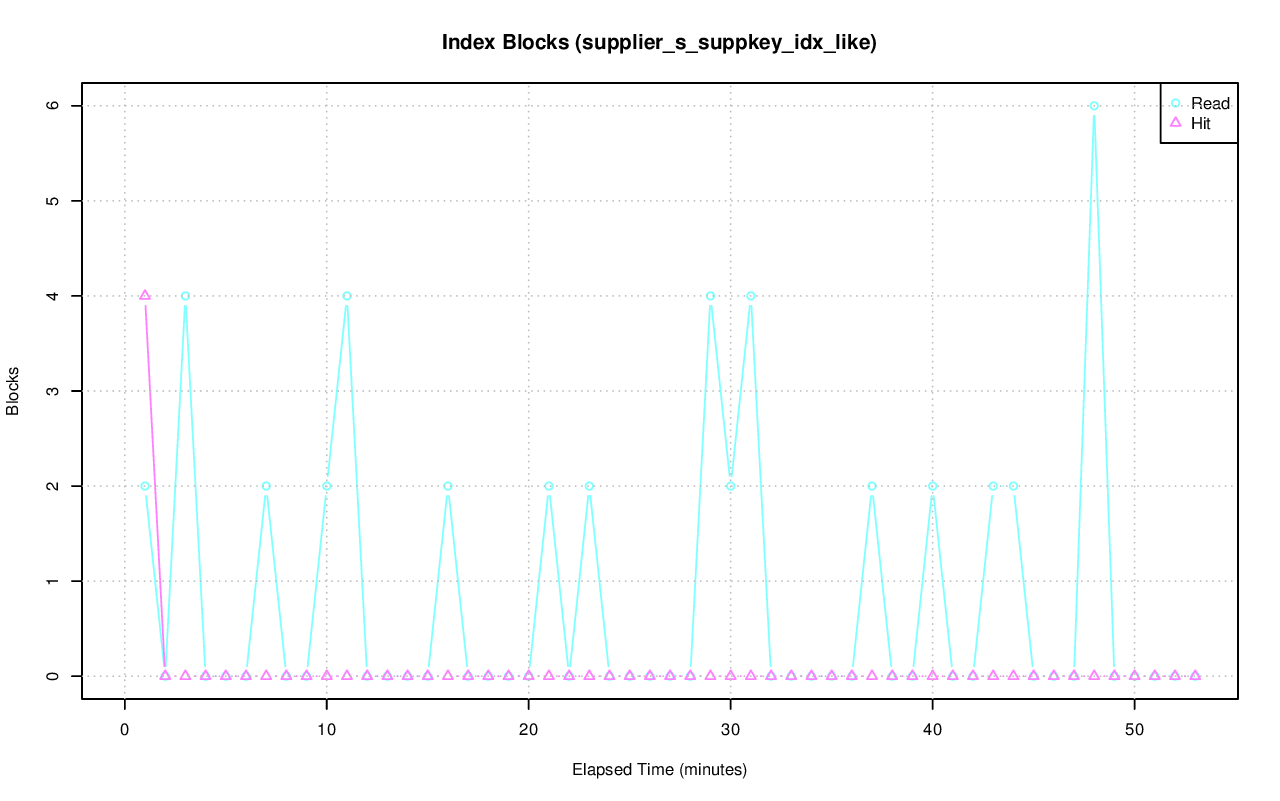 Index Blocks (supplier_s_suppkey_idx_like)
Read
Hit
6
5
4
3
2
1
0
Blocks
0 10 20 30 40 50
Elapsed Time (minutes)